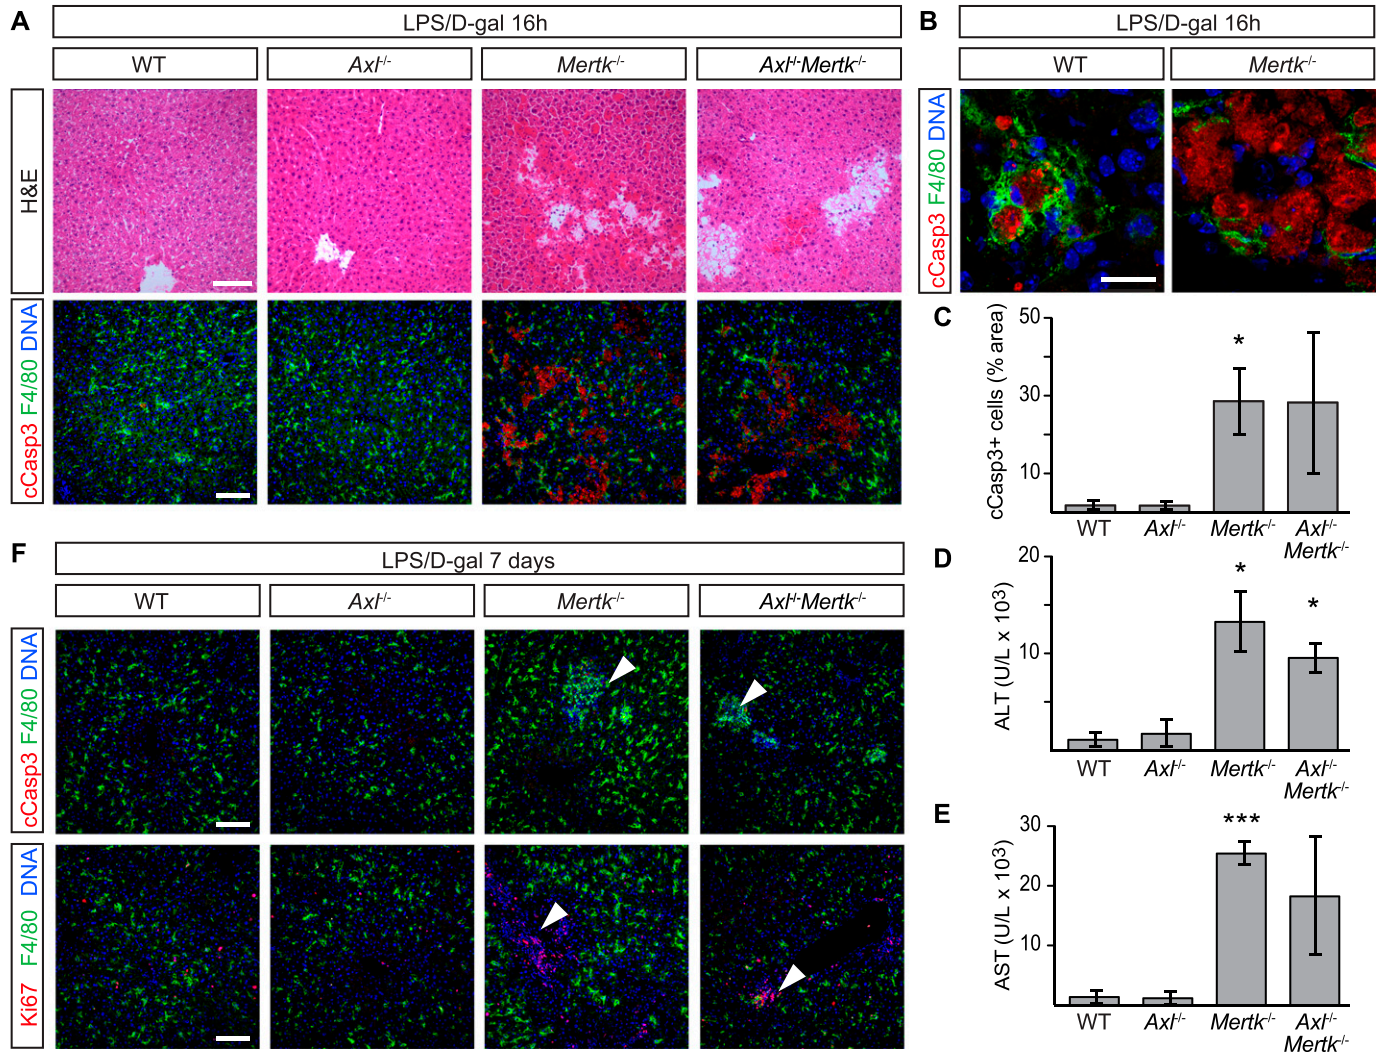 A
LPS/D-gal 16h
WT
Axl-/-
Mertk-/-
Axl-/-Mertk-/-
H&E
cCasp3 F4/80 DNA
B
LPS/D-gal 16h
WT
Mertk-/-
cCasp3 F4/80 DNA
C
cCasp3+ cells (% area)
50
30
10
*
WT
Axl-/-
Mertk-/-
Axl-/-
Mertk-/-
D
ALT (U/L x 103)
20
10
*
*
WT
Axl-/-
Mertk-/-
Axl-/-
Mertk-/-
E
AST (U/L x 103)
30
20
10
***
WT
Axl-/-
Mertk-/-
Axl-/-
Mertk-/-
F
LPS/D-gal 7 days
WT
Axl-/-
Mertk-/-
Axl-/-Mertk-/-
cCasp3 F4/80 DNA
Ki67 F4/80 DNA